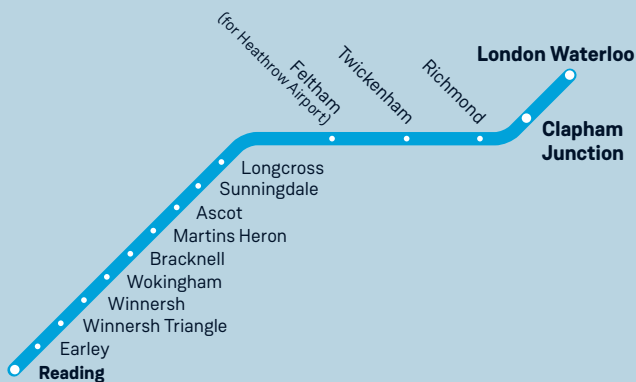 London Waterloo
Clapham
Junction
Richmond
Twickenham
Feltham
(for Heathrow Airport)
Longcross
Sunningdale
Ascot
Martins Heron
Bracknell
Wokingham
Winnersh
Winnersh Triangle
Earley
Reading